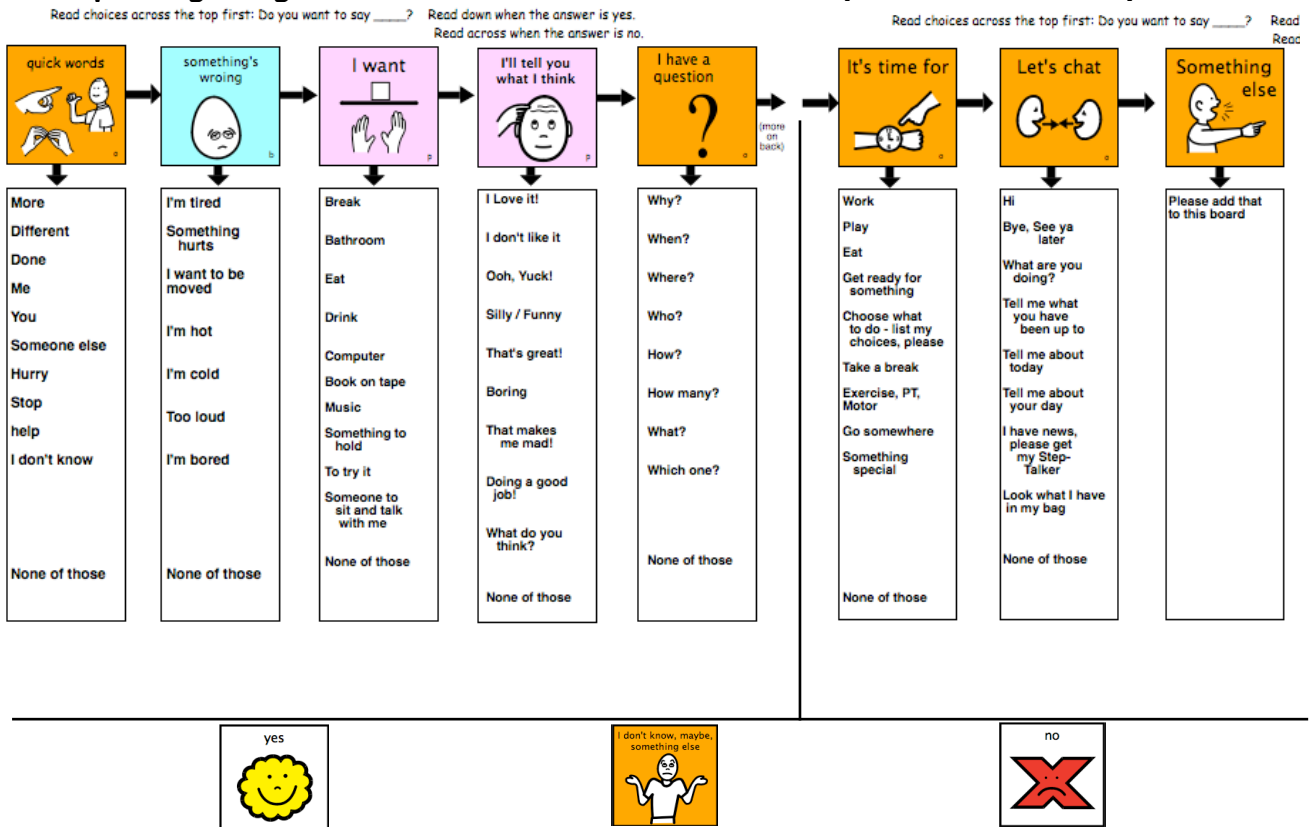 Read choices across the top first: Do you want to say _____? Read down when the answer is yes.
Read across when the answer is no.
quick words
a
something's
wroing
b
I want
p
I'll tell you
what I think
p
I have a
question
?
a
(more
on
back)
More
Different
Done
Me
You
Someone else
Hurry
Stop
help
I don't know
None of those
I'm tired
Something
hurts
I want to be
moved
I'm hot
I'm cold
Too loud
I'm bored
None of those
Break
Bathroom
Eat
Drink
Computer
Book on tape
Music
Something to
hold
To try it
Someone to
sit and talk
with me
None of those
I Love it!
I don't like it
Ooh, Yuck!
Silly / Funny
That's great!
Boring
That makes
me mad!
Doing a good
job!
What do you
think?
None of those
Why?
When?
Where?
Who?
How?
How many?
What?
Which one?
None of those
Read choices across the top first: Do you want to say _____? Read
Read
It's time for
a
Let's chat
a
Something
else
Work
Play
Eat
Get ready for
something
Choose what
to do - list my
choices, please
Take a break
Exercise, PT,
Motor
Go somewhere
Something
special
None of those
Hi
Bye, See ya
later
What are you
doing?
Tell me what
you have
been up to
Tell me about
today
Tell me about
your day
I have news,
please get
my Step-
Talker
Look what I have
in my bag
None of those
Please add that
to this board
yes
I don't know, maybe,
something else
no